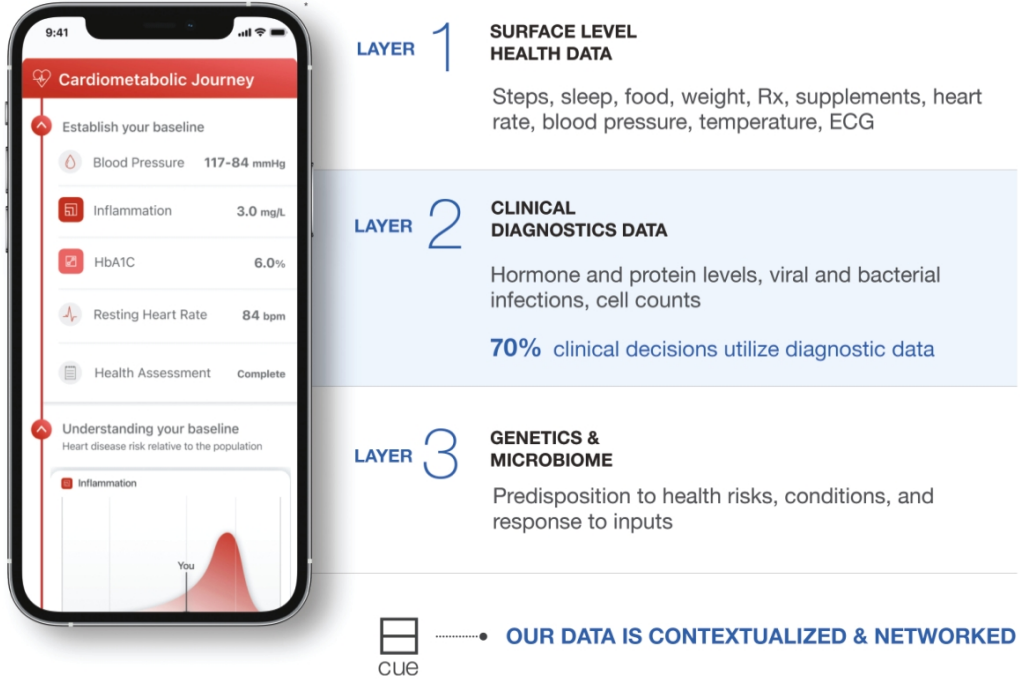 9:41
Cardiometabolic Journey
Establish your baseline
Blood Pressure 117-84 mmHg
Inflammation 3.0 mg/L
HbA1C 6.0%
Resting Heart Rate 84 bpm
Health Assessment Complete
Understanding your baseline
Heart disease risk relative to the population
Inflammation
You
LAYER 1
SURFACE LEVEL
HEALTH DATA
Steps, sleep, food, weight, Rx, supplements, heart
rate, blood pressure, temperature, ECG
LAYER 2
CLINICAL
DIAGNOSTICS DATA
Hormone and protein levels, viral and bacterial
infections, cell counts
70% clinical decisions utilize diagnostic data
LAYER 3
GENETICS &
MICROBIOME
Predisposition to health risks, conditions, and
response to inputs
cue
OUR DATA IS CONTEXTUALIZED & NETWORKED